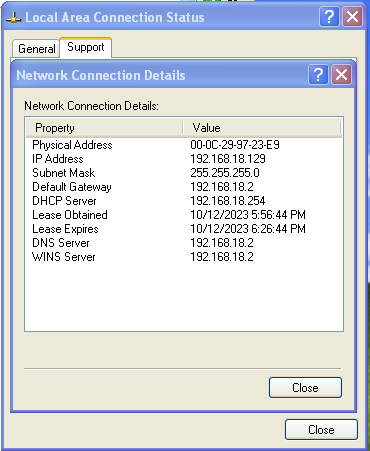 Local Area Connection Status
General Support
Network Connection Details
Network Connection Details:
Property Value
Physical Address 00-0C-29-97-23-E9
IP Address 192.168.18.129
Subnet Mask 255.255.255.0
Default Gateway 192.168.18.2
DHCP Server 192.168.18.254
Lease Obtained 10/12/2023 5:56:44 PM
Lease Expires 10/12/2023 6:26:44 PM
DNS Server 192.168.18.2
WINS Server 192.168.18.2
Close
Close